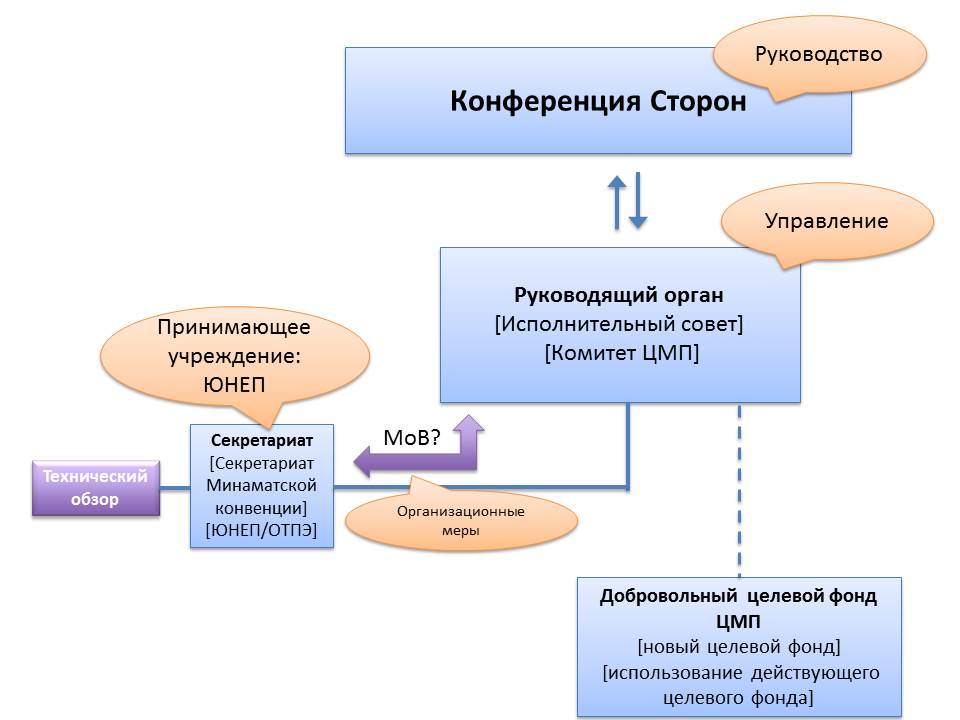 Руководство
Конференция Сторон
Управление
Руководящий орган
[Исполнительный совет]
[Комитет ЦМП]
Принимающее
учреждение:
ЮНЕП
МоВ?
Секретариат
[Секретариат
Минаматской
конвенции]
[ЮНЕП/ОТПЭ]
Технический
обзор
Организационные
меры
Добровольный целевой фонд
ЦМП
[новый целевой фонд]
[использование действующего
целевого фонда]